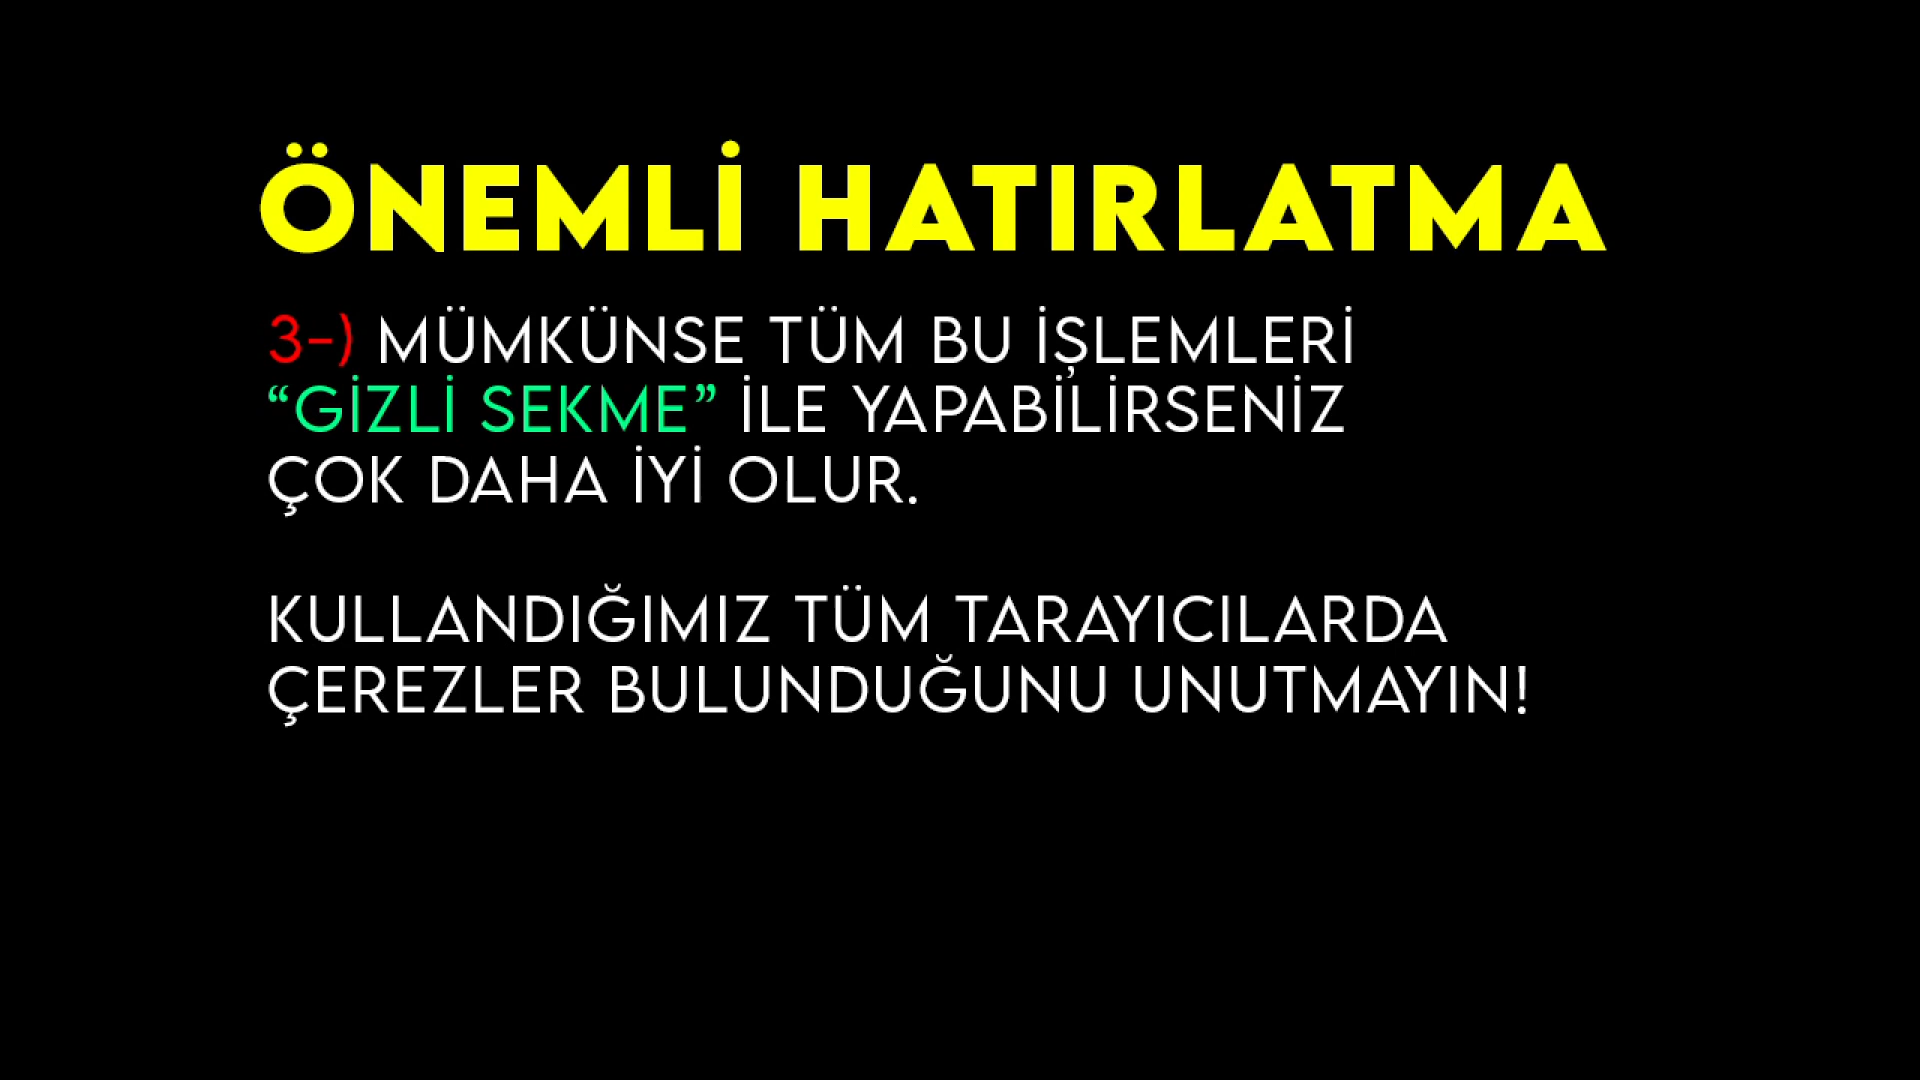 ÖNEMLİ HATIRLATMA
3-) MÜMKÜNSE TÜM BU İŞLEMLERİ
“GİZLİ SEKME” İLE YAPABİLİRSENİZ
ÇOK DAHA İYİ OLUR.
KULLANDIĞIMIZ TÜM TARAYICILARDA
ÇEREZLER BULUNDUĞUNU UNUTMAYIN!